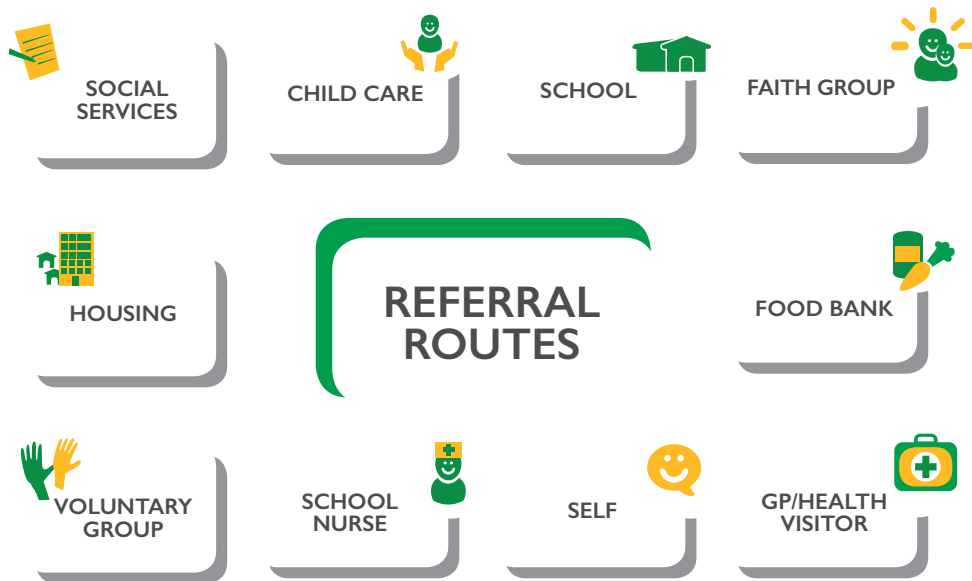 SOCIAL
SERVICES
CHILD CARE
SCHOOL
FAITH GROUP
HOUSING
REFERRAL
ROUTES
FOOD BANK
VOLUNTARY
GROUP
SCHOOL
NURSE
SELF
GP/HEALTH
VISITOR